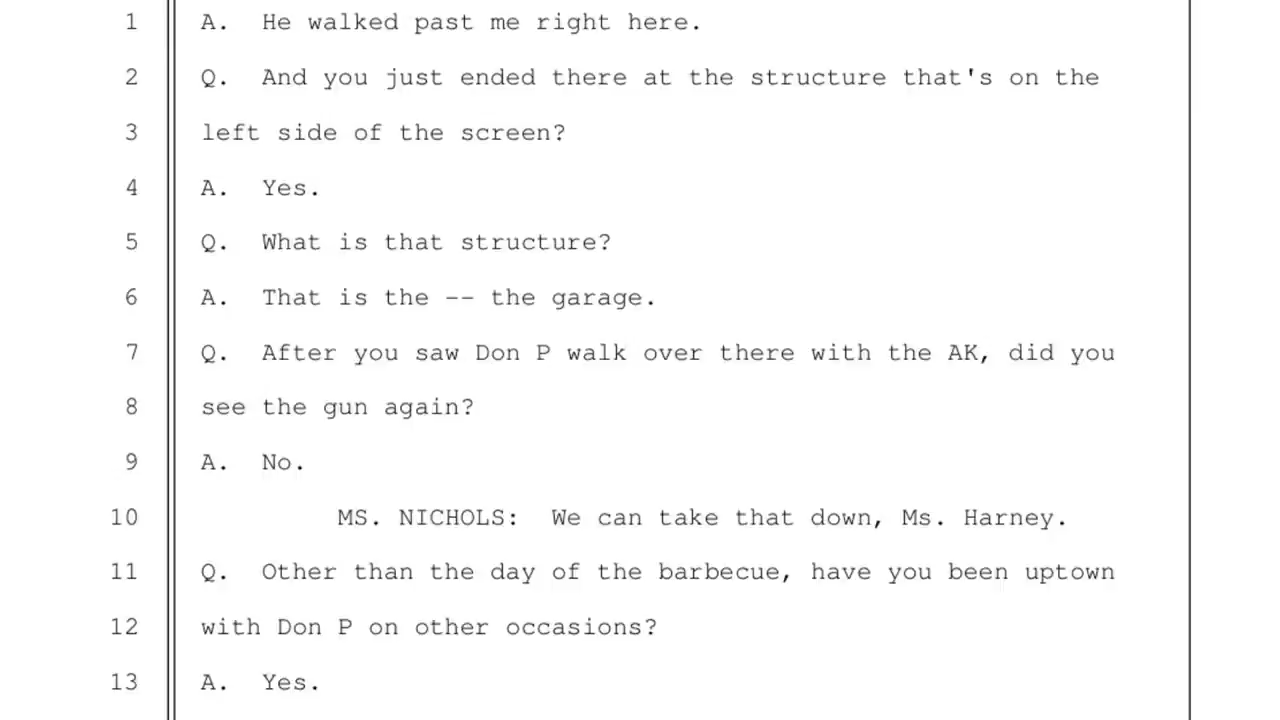 1 A. He walked past me right here.
2 Q. And you just ended there at the structure that's on the
3 left side of the screen?
4 A. Yes.
5 Q. What is that structure?
6 A. That is the -- the garage.
7 Q. After you saw Don P walk over there with the AK, did you
8 see the gun again?
9 A. No.
10 MS. NICHOLS: We can take that down, Ms. Harney.
11 Q. Other than the day of the barbecue, have you been uptown
12 with Don P on other occasions?
13 A. Yes.